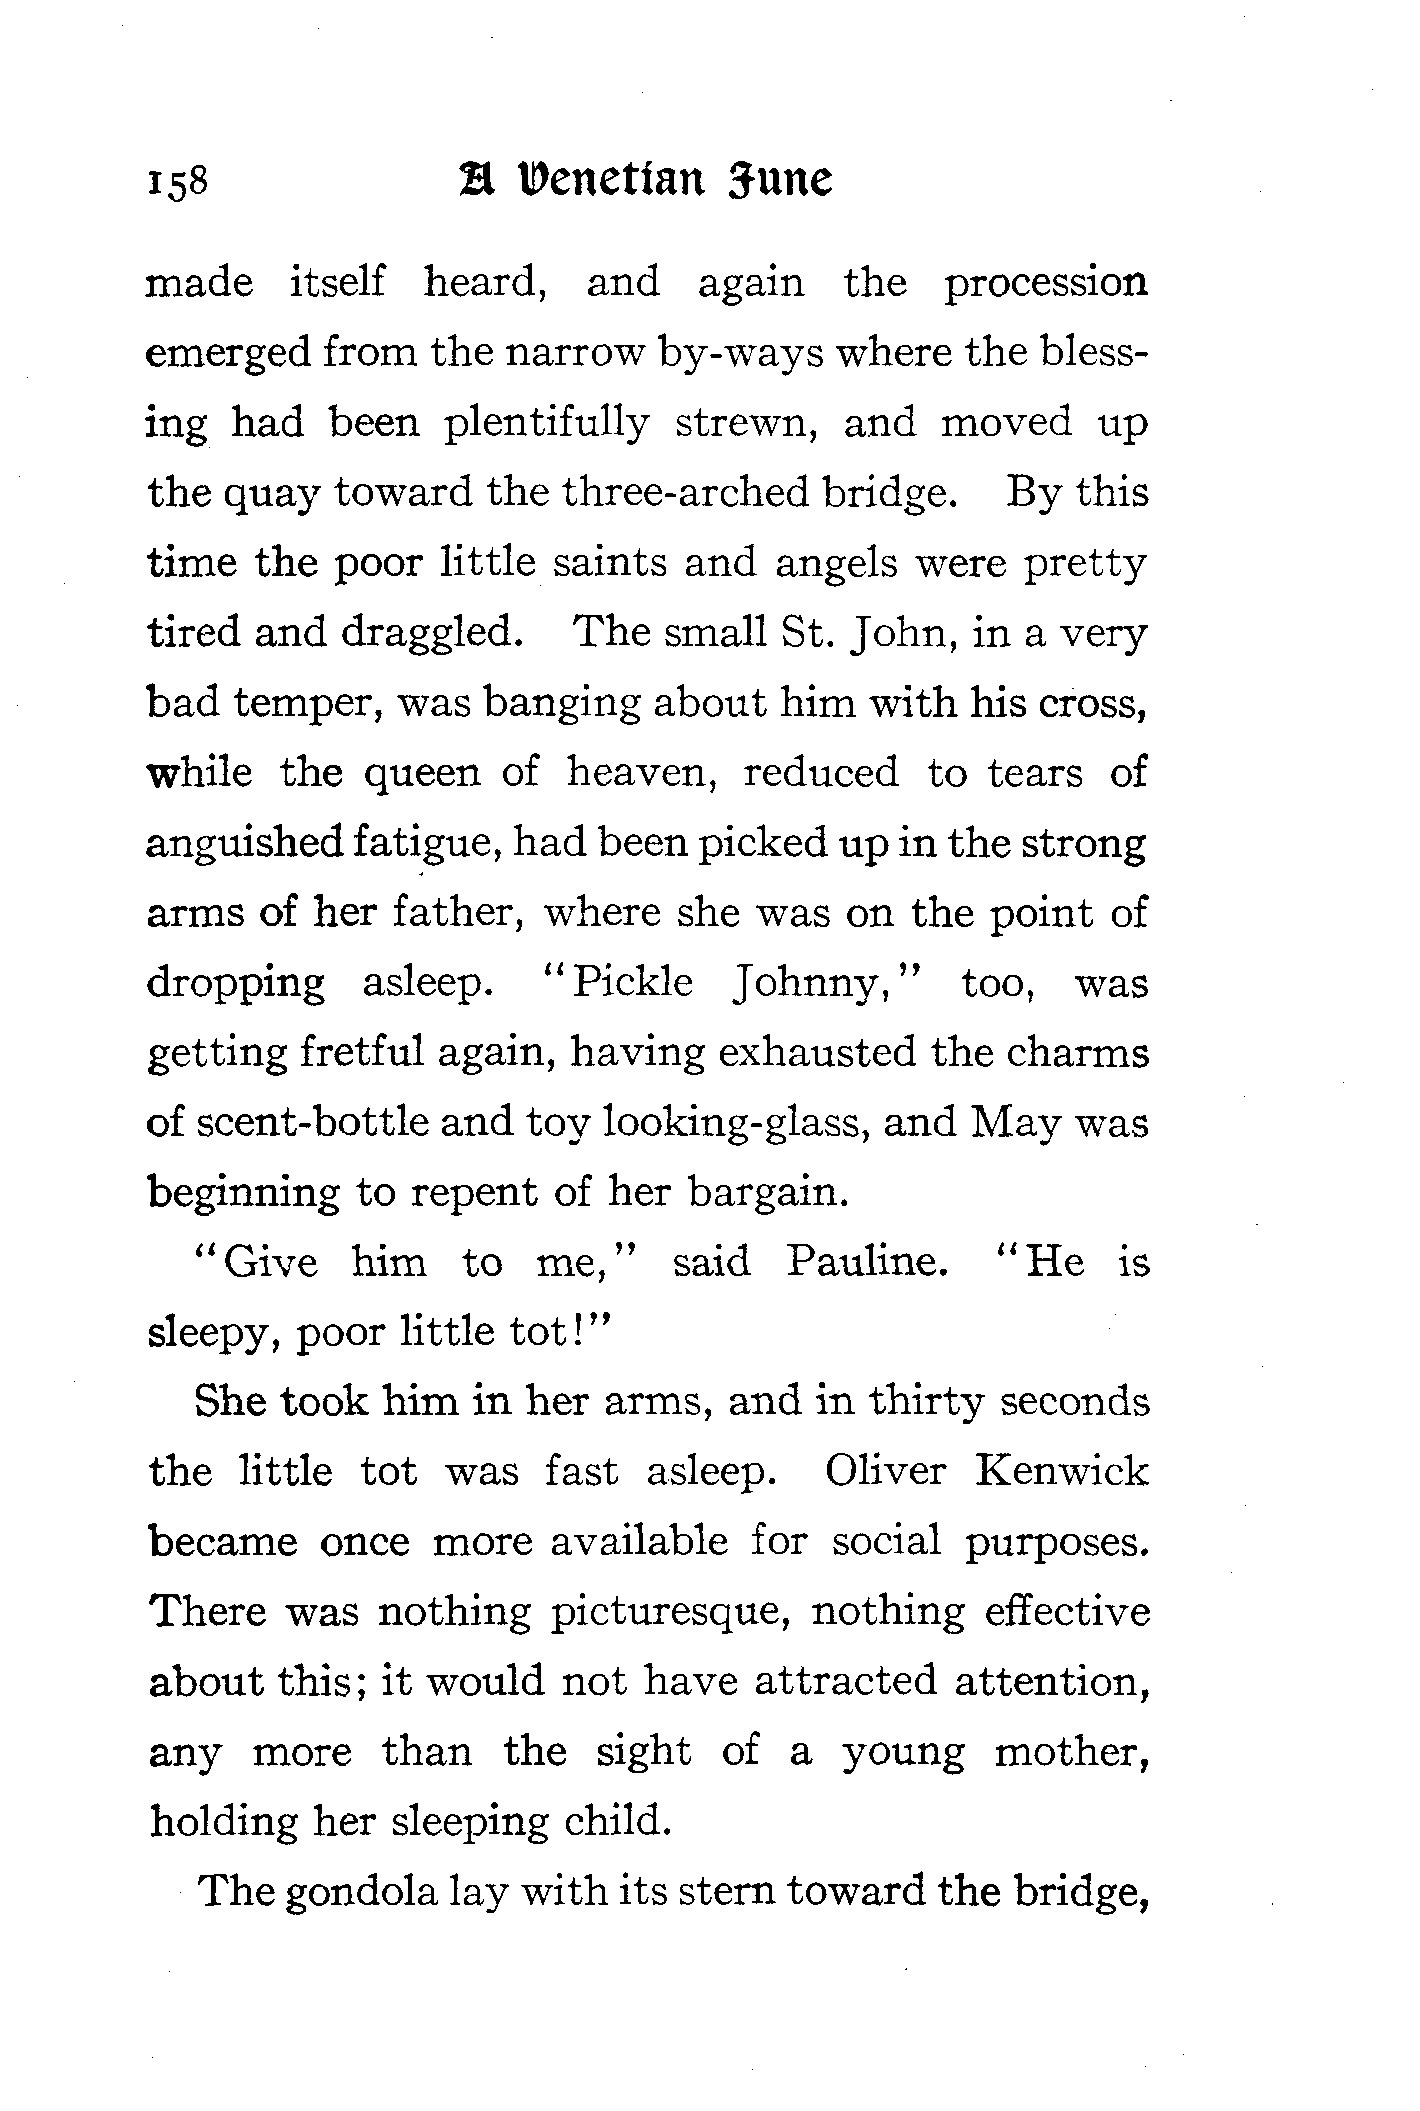 158 A Venetian June
made itself heard, and again the procession
emerged from the narrow by-ways where the bless-
ing had been plentifully strewn, and moved up
the quay toward the three-arched bridge. By this
time the poor little saints and angels were pretty
tired and draggled. The small St. John, in a very
bad temper, was banging about him with his cross,
while the queen of heaven, reduced to tears of
anguished fatigue, had been picked up in the strong
arms of her father, where she was on the point of
dropping asleep. "Pickle Johnny," too, was
getting fretful again, having exhausted the charms
of scent-bottle and toy looking-glass, and May was
beginning to repent of her bargain.
"Give him to me," said Pauline. "He is
sleepy, poor little tot!"
She took him in her arms, and in thirty seconds
the little tot was fast asleep. Oliver Kenwick
became once more available for social purposes.
There was nothing picturesque, nothing effective
about this; it would not have attracted attention,
any more than the sight of a young mother,
holding her sleeping child.
The gondola lay with its stern toward the bridge,